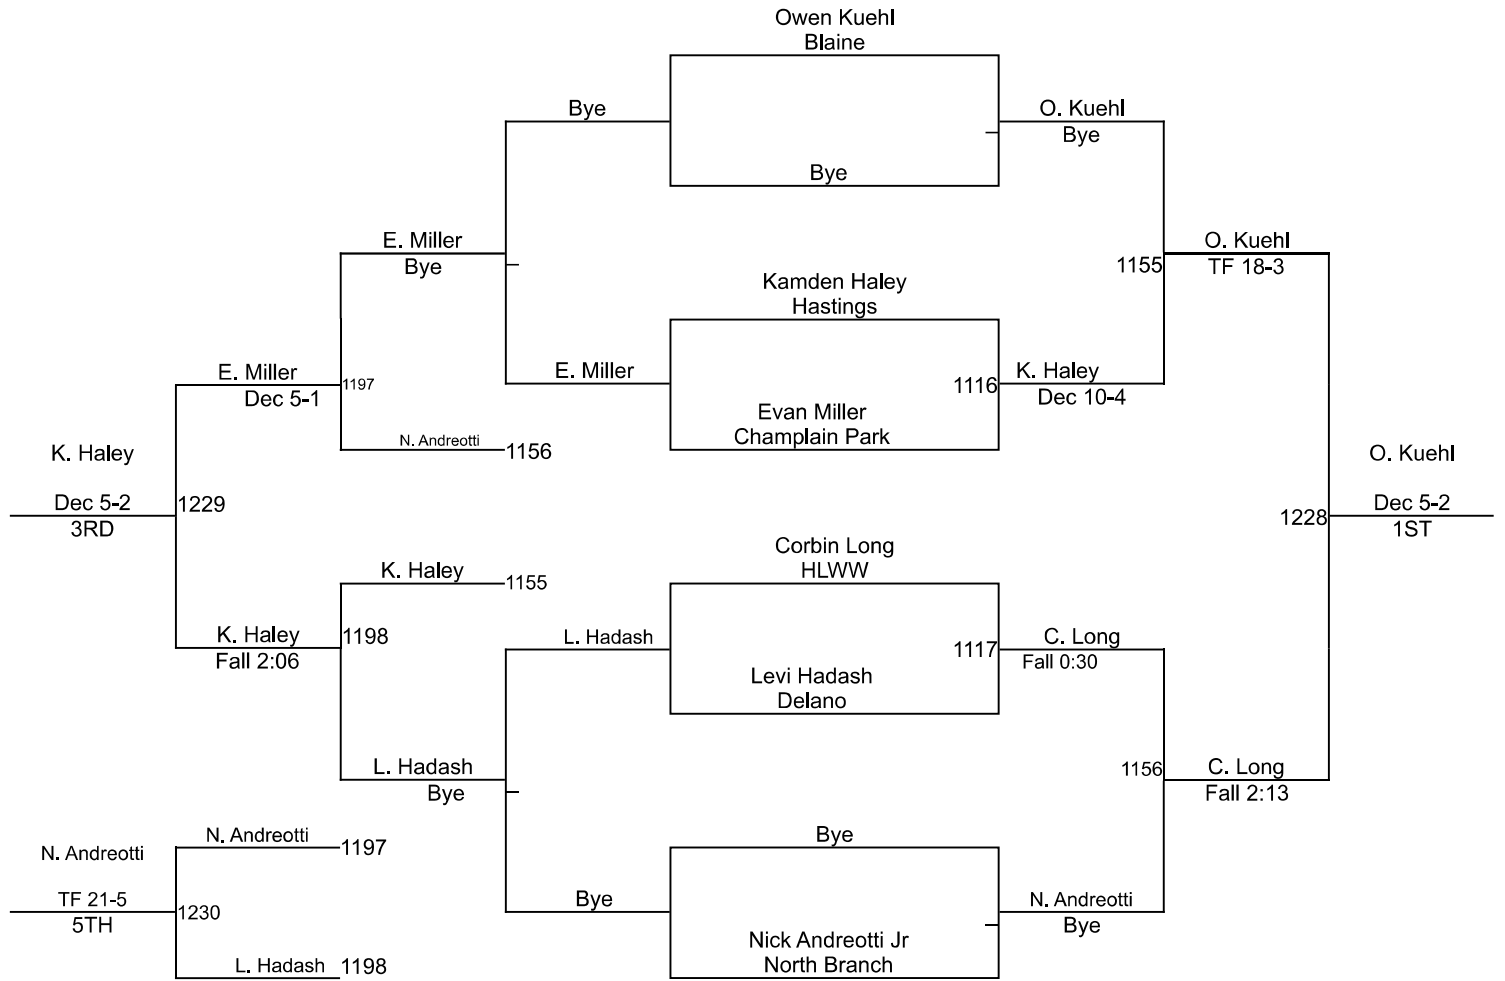 Owen Kuehl
Blaine
Bye
O. Kuehl
Bye
Bye
E. Miller
Bye
O. Kuehl
TF 18-3
1155
Kamden Haley
Hastings
E. Miller
Dec 5-1
1197
E. Miller
1116
K. Haley
Dec 10-4
Evan Miller
Champlain Park
N. Andreotti
1156
K. Haley
Dec 5-2
3RD
1229
O. Kuehl
Dec 5-2
1ST
1228
Corbin Long
HLWW
K. Haley
1155
K. Haley
Fall 2:06
1198
L. Hadash
1117
C. Long
Fall 0:30
Levi Hadash
Delano
L. Hadash
Bye
1156
C. Long
Fall 2:13
N. Andreotti
1197
Bye
N. Andreotti
TF 21-5
5TH
1230
Bye
N. Andreotti
Bye
Nick Andreotti Jr
North Branch
L. Hadash
1198